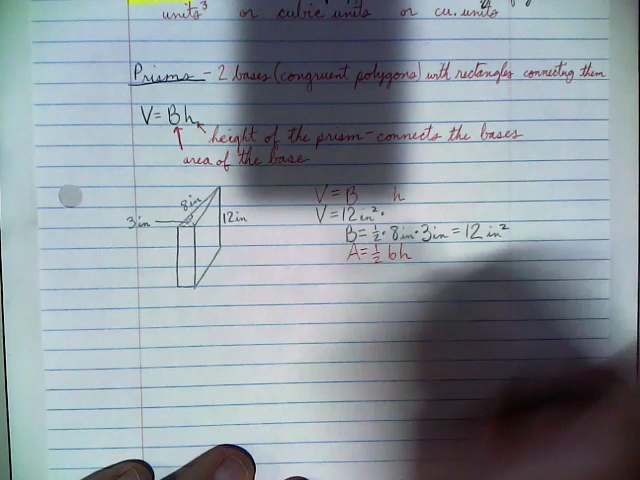 units³ or cubic units or cu. units
Prisms - 2 bases (congruent polygons) with rectangles connecting them
V = Bh
height of the prism - connects the bases
area of the base
8in
3in
12in
V = B h
V = 12in².
B = ½ · 8in · 3in = 12 in²
A = ½ bh